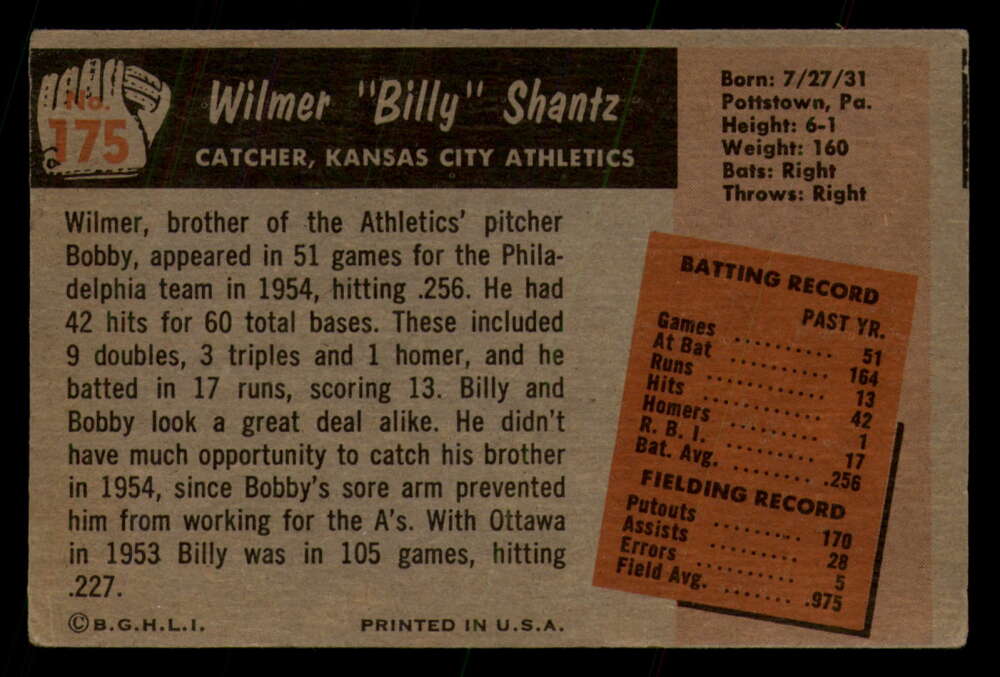 No.
175
Wilmer "Billy" Shantz
CATCHER, KANSAS CITY ATHLETICS
Born: 7/27/31
Pottstown, Pa.
Height: 6-1
Weight: 160
Bats: Right
Throws: Right
Wilmer, brother of the Athletics' pitcher
Bobby, appeared in 51 games for the Phila-
delphia team in 1954, hitting .256. He had
42 hits for 60 total bases. These included
9 doubles, 3 triples and 1 homer, and he
batted in 17 runs, scoring 13. Billy and
Bobby look a great deal alike. He didn't
have much opportunity to catch his brother
in 1954, since Bobby's sore arm prevented
him from working for the A's. With Ottawa
in 1953 Billy was in 105 games, hitting
.227.
BATTING RECORD
PAST YR.
Games .......... 51
At Bat .......... 164
Runs .......... 13
Hits .......... 42
Homers .......... 1
R. B. I. .......... 17
Bat. Avg. ....... .256
FIELDING RECORD
Putouts ......... 170
Assists ......... 28
Errors .......... 5
Field Avg. ....... .975
©B.G.H.L.I.
PRINTED IN U.S.A.